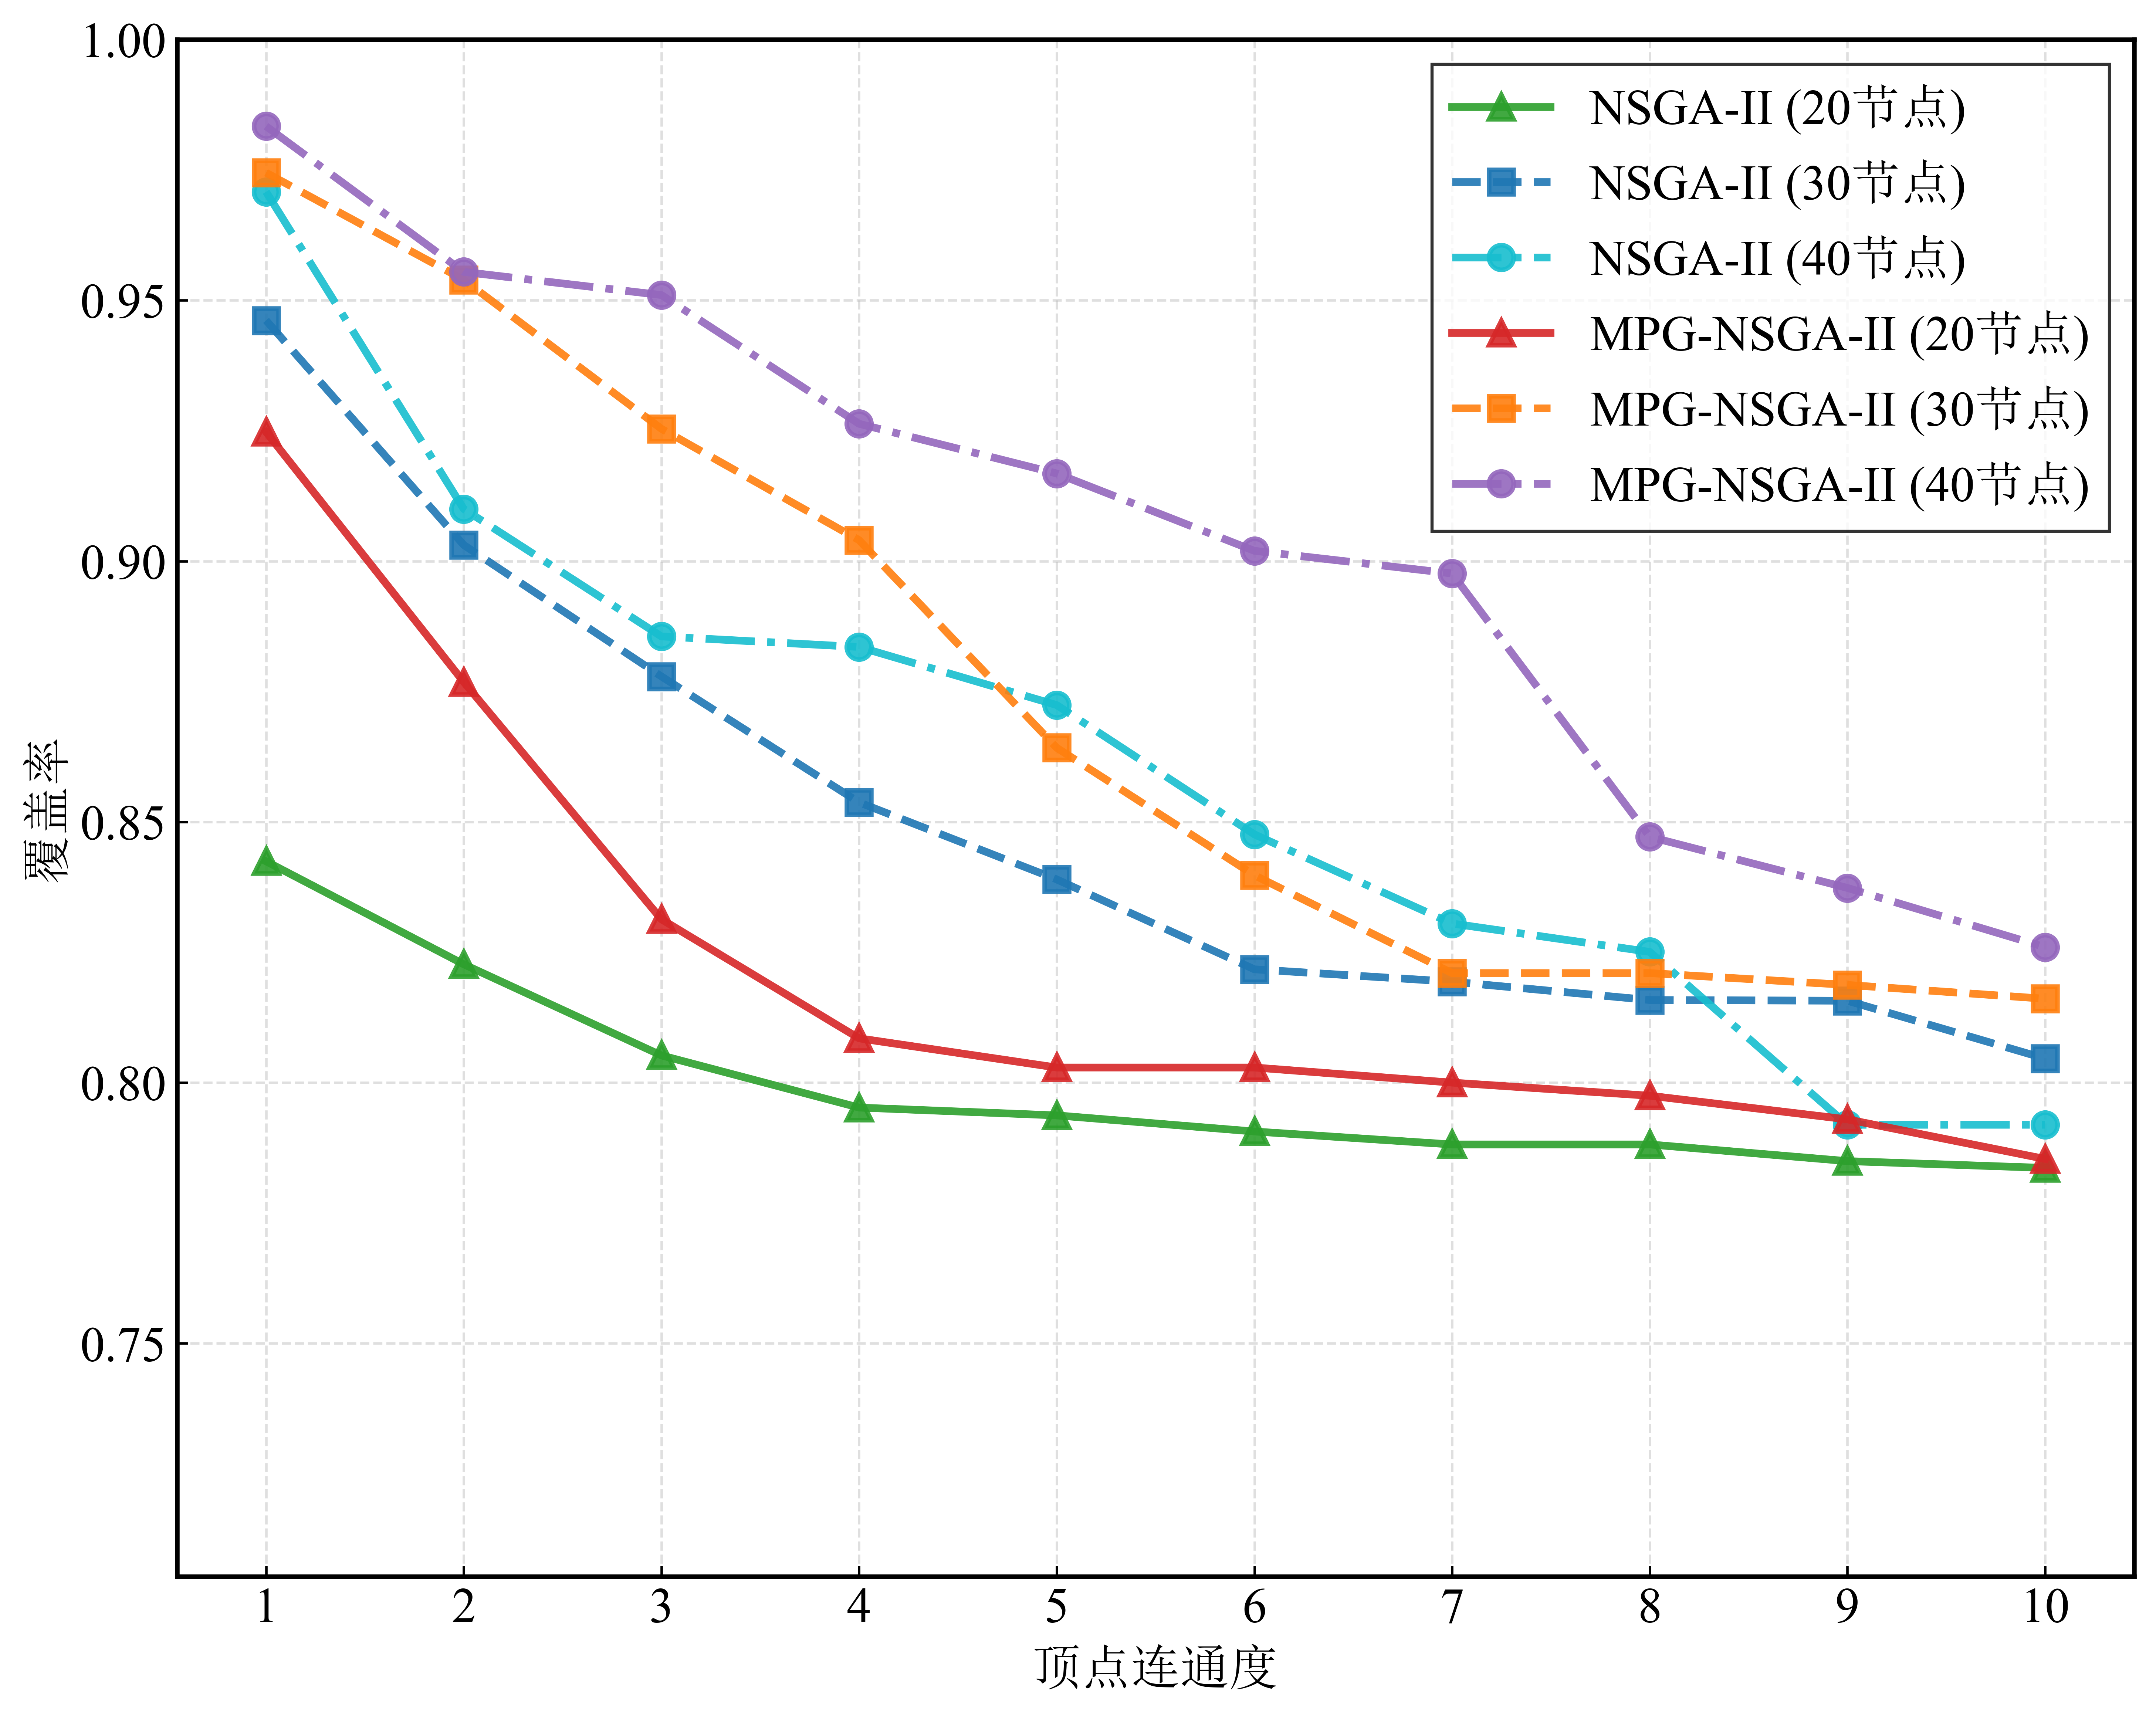 1.00
0.95
0.90
0.85
0.80
0.75
覆盖率
NSGA-II (20节点)
NSGA-II (30节点)
NSGA-II (40节点)
MPG-NSGA-II (20节点)
MPG-NSGA-II (30节点)
MPG-NSGA-II (40节点)
1 2 3 4 5 6 7 8 9 10
顶点连通度